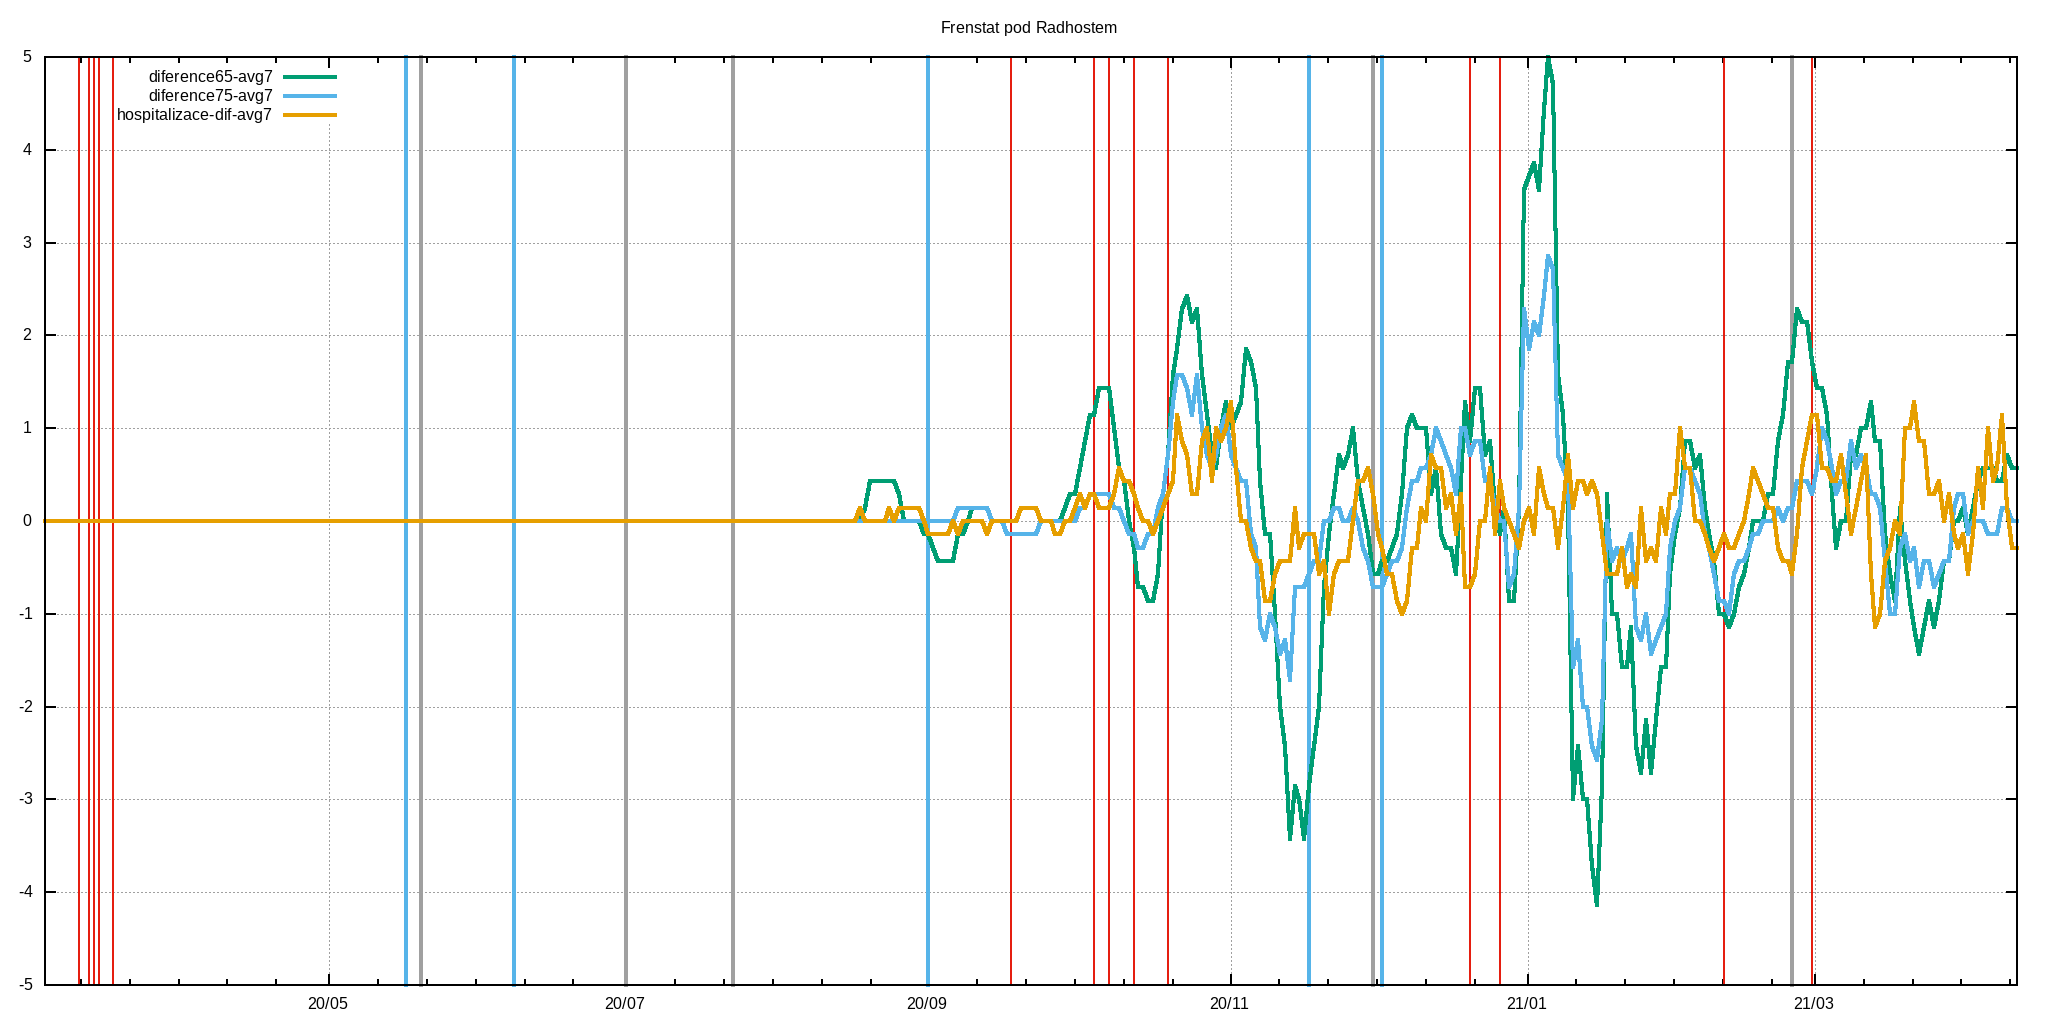 Frenstat pod Radhostem
diference65-avg7
diference75-avg7
hospitalizace-dif-avg7
5
4
3
2
1
0
-1
-2
-3
-4
-5
20/05 20/07 20/09 20/11 21/01 21/03